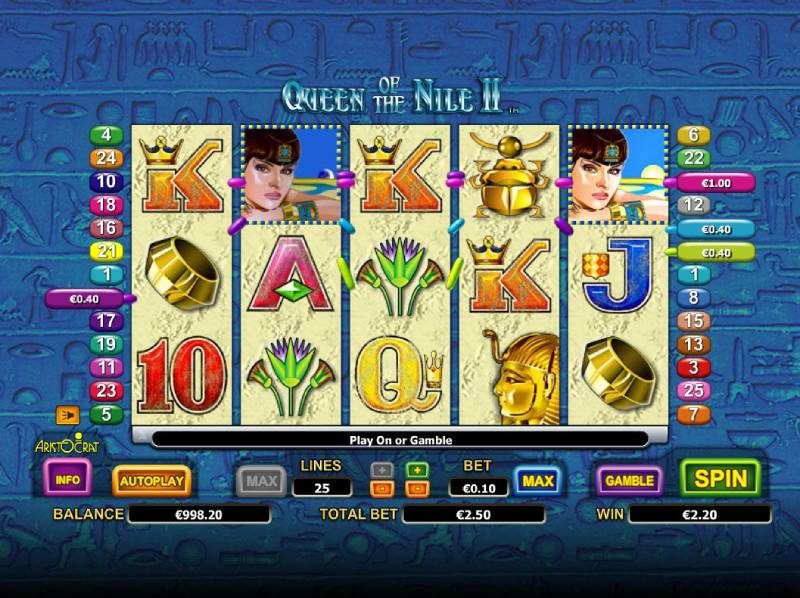 QUEEN OF THE NILE II TM
4
6
24
22
10
€1.00
18
12
16
€0.40
21
€0.40
1
1
€0.40
8
17
15
19
13
11
3
23
25
5
7
K
K
A
K
J
10
Q
Play On or Gamble
ARISTOCRAT
INFO
AUTOPLAY
MAX
LINES
25
BET
€0.10
MAX
GAMBLE
SPIN
BALANCE €998.20
TOTAL BET €2.50
WIN €2.20